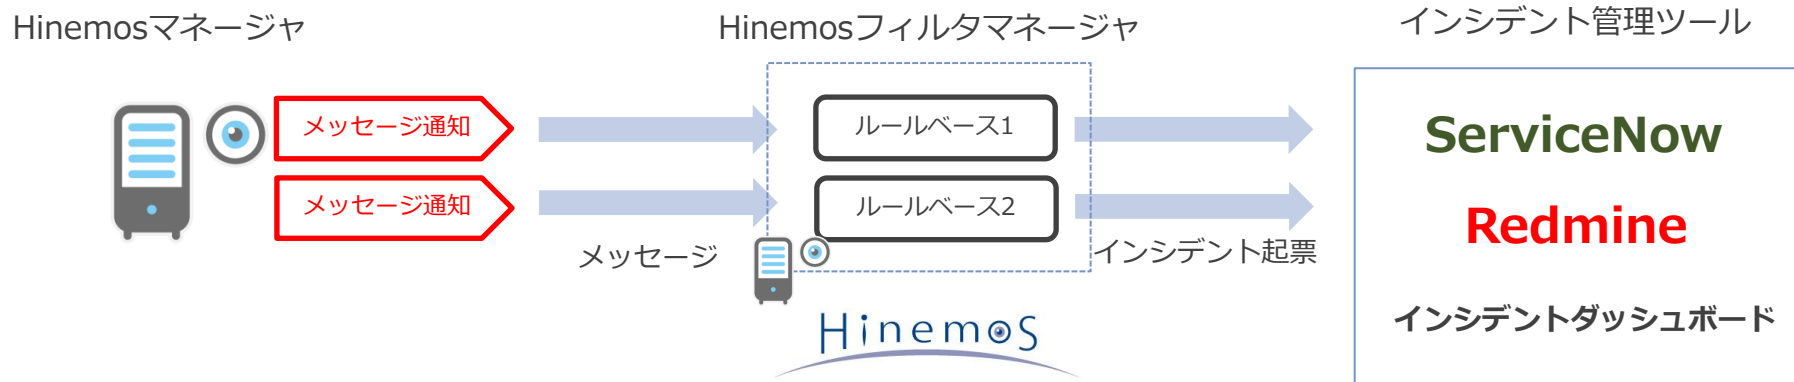 Hinemosマネージャ
Hinemosフィルタマネージャ
インシデント管理ツール
メッセージ通知
ルールベース1
ServiceNow
メッセージ通知
ルールベース2
Redmine
メッセージ
インシデント起票
インシデントダッシュボード
Hinemos